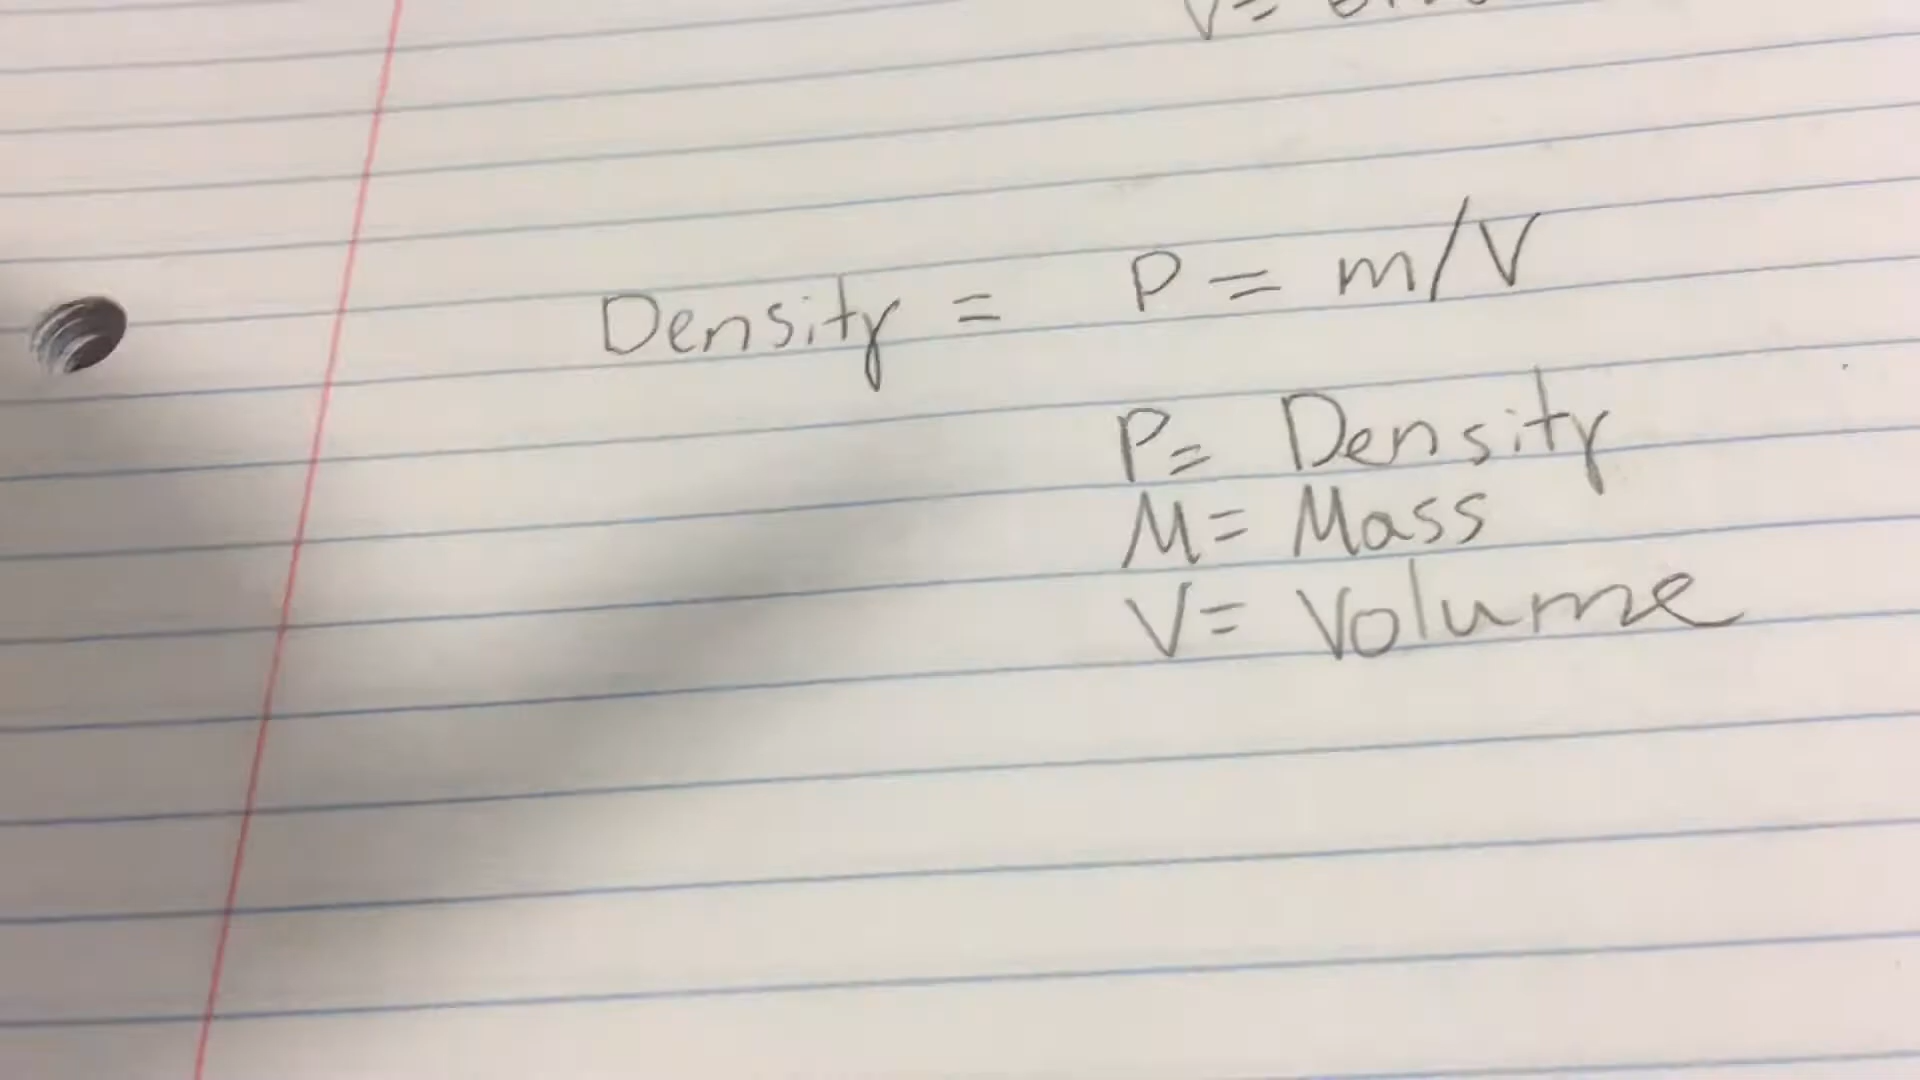 V=
Density = P = m/V
P= Density
M= Mass
V= Volume